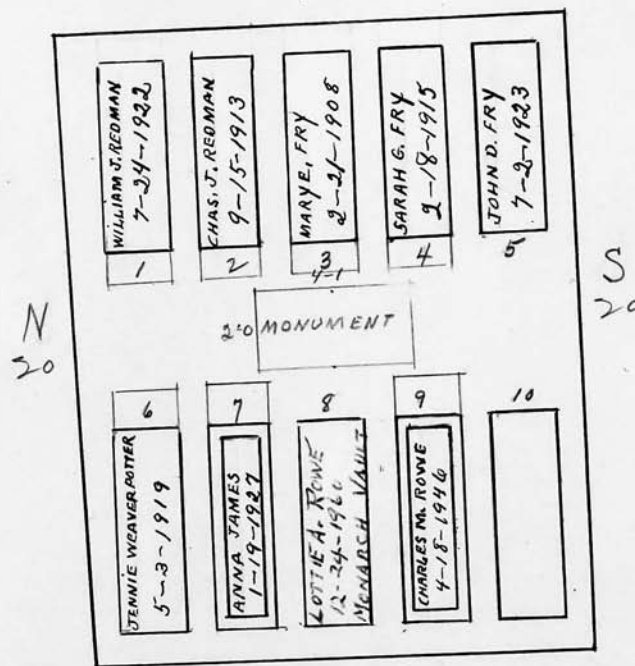 WILLIAM J. REDMAN
7-24-1922
CHAS. J. REDMAN
9-15-1913
MARY E. FRY
2-21-1908
SARAH G. FRY
2-18-1915
JOHN D. FRY
7-2-1923
1
2
3
4
5
4-1
N
20
2'0 MONUMENT
S
20
6
7
8
9
10
JENNIE WEAVER POTTER
5-3-1919
ANNA JAMES
1-19-1927
LOTTIE A. ROWE
12-24-1960
MONARCH VAULT
CHARLES M. ROWE
4-18-1946